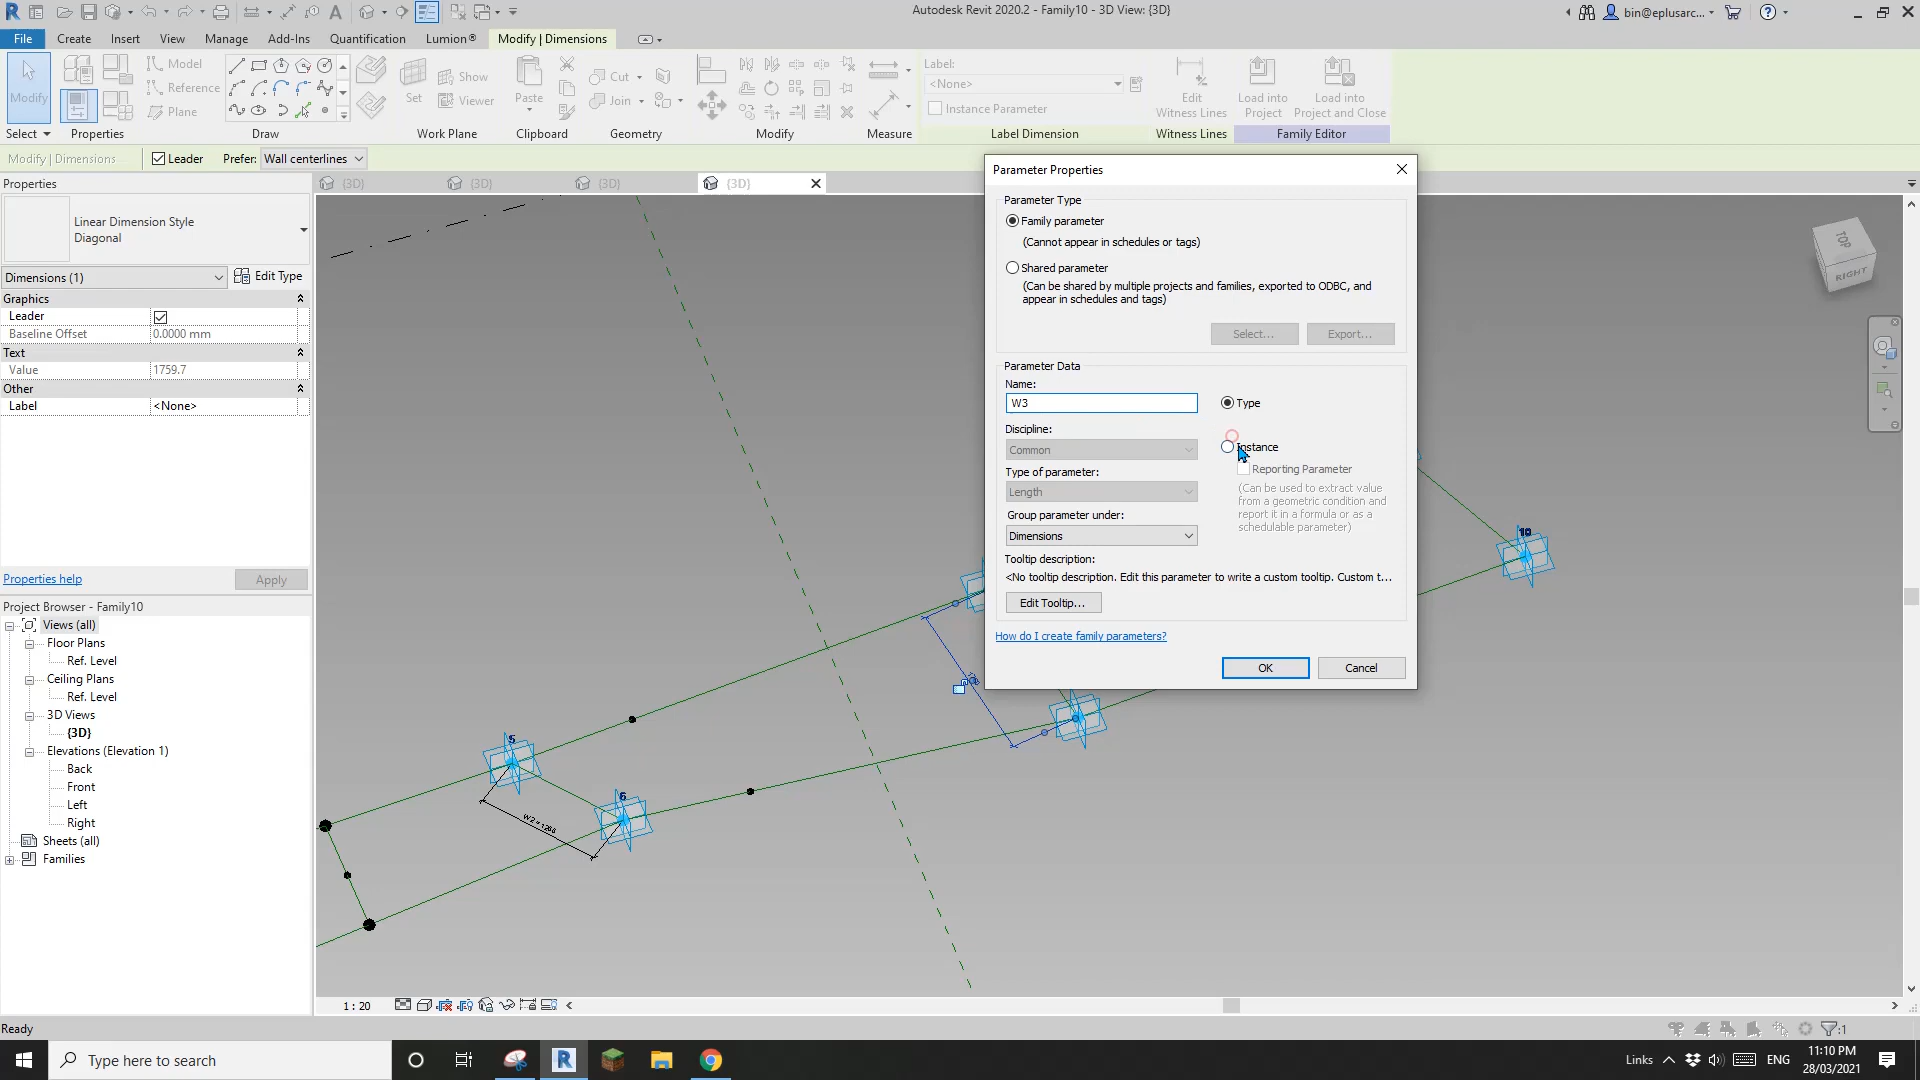 Autodesk Revit 2020.2 - Family10 - 3D View: {3D}
bin@eplusarc...
File
Create
Insert
View
Manage
Add-Ins
Quantification
Lumion®
Modify | Dimensions
Modify
Model
Reference
Plane
Set
Show
Viewer
Paste
Cut
Join
Label:
<None>
Instance Parameter
Edit
Witness Lines
Load into
Project
Load into
Project and Close
Select
Properties
Draw
Work Plane
Clipboard
Geometry
Modify
Measure
Label Dimension
Witness Lines
Family Editor
Modify | Dimensions
Leader
Prefer:
Wall centerlines
Properties
{3D}
{3D}
{3D}
{3D}
Linear Dimension Style
Diagonal
Dimensions (1)
Edit Type
Graphics
Leader
Baseline Offset
0.0000 mm
Text
Value
1759.7
Other
Label
<None>
Properties help
Apply
Project Browser - Family10
Views (all)
Floor Plans
Ref. Level
Ceiling Plans
Ref. Level
3D Views
{3D}
Elevations (Elevation 1)
Back
Front
Left
Right
Sheets (all)
Families
Parameter Properties
Parameter Type
Family parameter
(Cannot appear in schedules or tags)
Shared parameter
(Can be shared by multiple projects and families, exported to ODBC, and
appear in schedules and tags)
Select...
Export...
Parameter Data
Name:
W3
Type
Discipline:
Common
Instance
Type of parameter:
Reporting Parameter
Length
(Can be used to extract value
from a geometric condition and
report it in a formula or as a
schedulable parameter)
Group parameter under:
Dimensions
Tooltip description:
<No tooltip description. Edit this parameter to write a custom tooltip. Custom t...
Edit Tooltip...
How do I create family parameters?
OK
Cancel
TOP
RIGHT
10
5
6
1 : 20
Ready
:1
Type here to search
Links
ENG
11:10 PM
28/03/2021